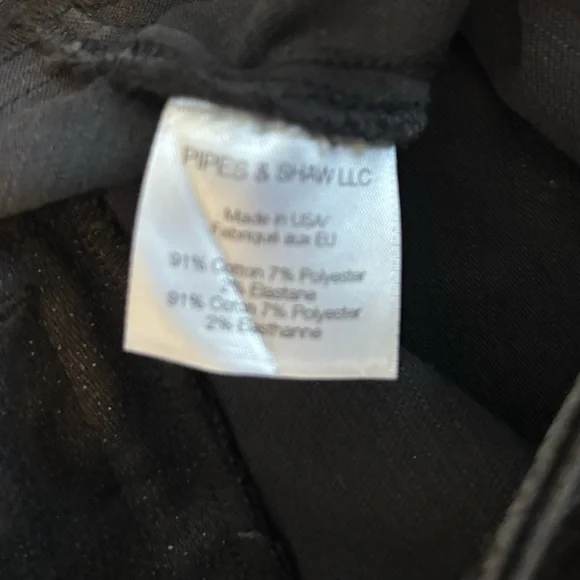 PIPES & SHAW LLC
Made in USA/
Fabriqué aux EU
91% Cotton 7% Polyester
2% Elastane
91% Coton 7% Polyester
2% Elasthanne